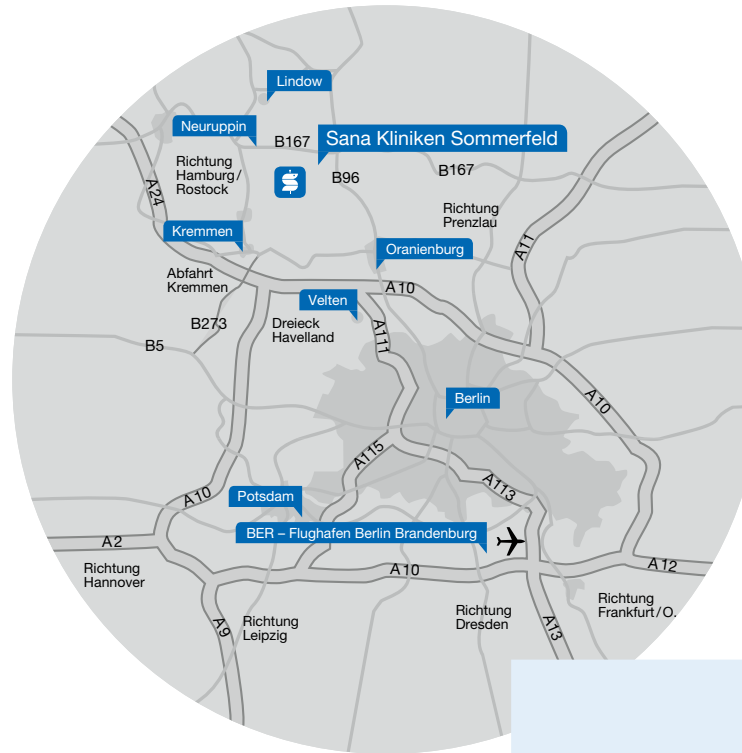 Lindow
Neuruppin
B167
Sana Kliniken Sommerfeld
Richtung
Hamburg/
Rostock
B96
B167
A24
Richtung
Prenzlau
Kremmen
Oranienburg
A11
Abfahrt
Kremmen
A10
Velten
B273
Dreieck
Havelland
B5
A111
Berlin
A10
A115
A113
A10
Potsdam
BER – Flughafen Berlin Brandenburg
A2
A10
A12
Richtung
Hannover
Richtung
Leipzig
A9
Richtung
Dresden
A13
Richtung
Frankfurt/O.